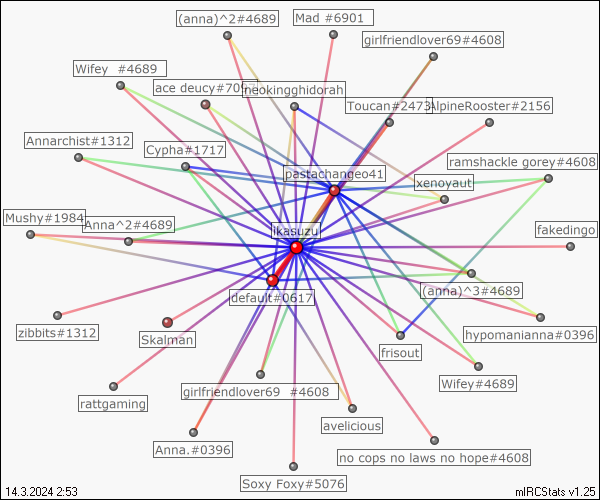 (anna)^2#4689
Mad #6901
girlfriendlover69#4608
Wifey  #4689
ace deucy#709
neokingghidorah
Toucan#2473
AlpineRooster#2156
Annarchist#1312
Cypha#1717
pastachangeo41
xenoyaut
ramshackle gorey#4608
Mushy#1984
Anna^2#4689
ikasuzu
fakedingo
default#0617
(anna)^3#4689
zibbits#1312
Skalman
hypomanianna#0396
frisout
rattgaming
girlfriendlover69  #4608
Wifey#4689
avelicious
Anna.#0396
no cops no laws no hope#4608
Soxy Foxy#5076
14.3.2024 2:53
mIRCStats v1.25